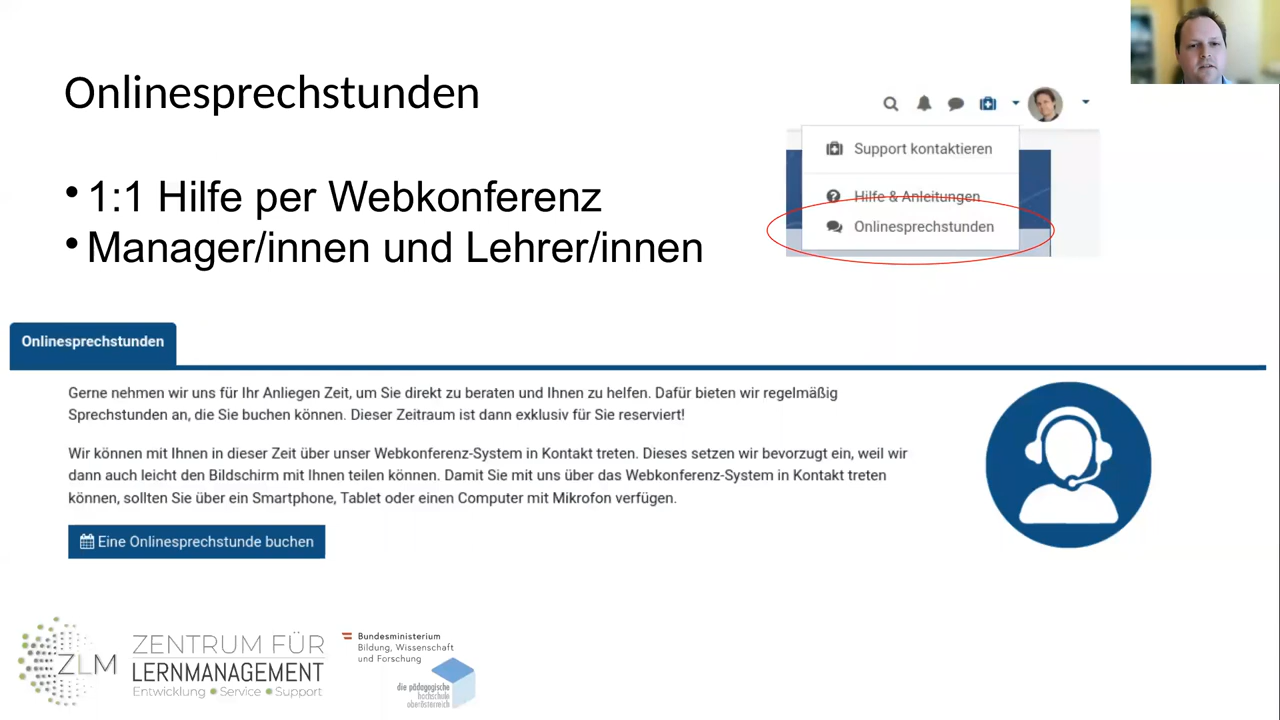 Onlinesprechstunden
• 1:1 Hilfe per Webkonferenz
• Manager/innen und Lehrer/innen
Support kontaktieren
Hilfe & Anleitungen
Onlinesprechstunden
Onlinesprechstunden
Gerne nehmen wir uns für Ihr Anliegen Zeit, um Sie direkt zu beraten und Ihnen zu helfen. Dafür bieten wir regelmäßig
Sprechstunden an, die Sie buchen können. Dieser Zeitraum ist dann exklusiv für Sie reserviert!
Wir können mit Ihnen in dieser Zeit über unser Webkonferenz-System in Kontakt treten. Dieses setzen wir bevorzugt ein, weil wir
dann auch leicht den Bildschirm mit Ihnen teilen können. Damit Sie mit uns über das Webkonferenz-System in Kontakt treten
können, sollten Sie über ein Smartphone, Tablet oder einen Computer mit Mikrofon verfügen.
Eine Onlinesprechstunde buchen
ZLM
ZENTRUM FÜR
LERNMANAGEMENT
Entwicklung • Service • Support
Bundesministerium
Bildung, Wissenschaft
und Forschung
die pädagogische
hochschule
oberösterreich